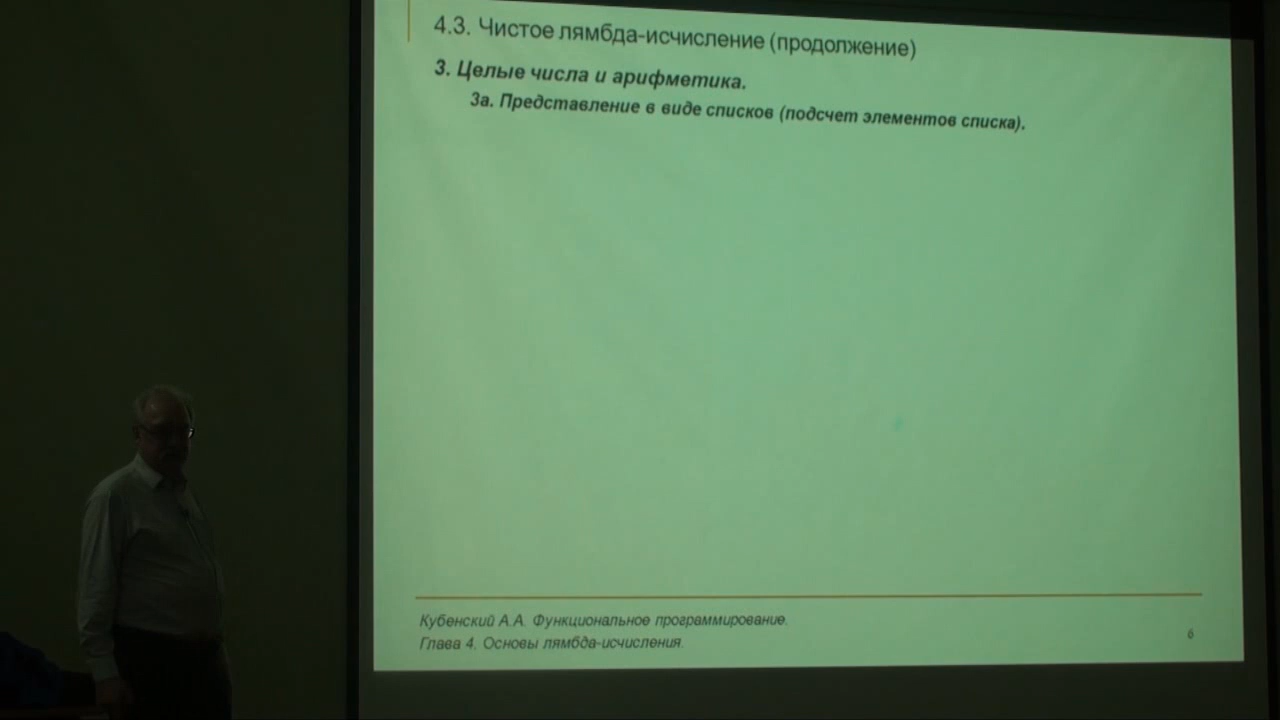 4.3. Чистое лямбда-исчисление (продолжение)
3. Целые числа и арифметика.
3а. Представление в виде списков (подсчет элементов списка).
Кубенский А.А. Функциональное программирование.
Глава 4. Основы лямбда-исчисления.
6